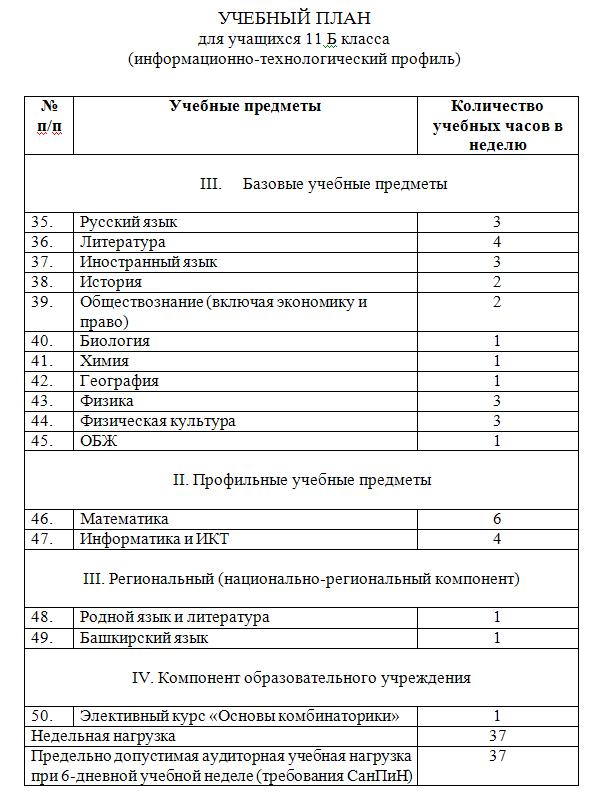 УЧЕБНЫЙ ПЛАН
для учащихся 11 Б класса
(информационно-технологический профиль)
№ п/п Учебные предметы Количество учебных часов в неделю
III. Базовые учебные предметы
35. Русский язык 3
36. Литература 4
37. Иностранный язык 3
38. История 2
39. Обществознание (включая экономику и право) 2
40. Биология 1
41. Химия 1
42. География 1
43. Физика 3
44. Физическая культура 3
45. ОБЖ 1
II. Профильные учебные предметы
46. Математика 6
47. Информатика и ИКТ 4
III. Региональный (национально-региональный компонент)
48. Родной язык и литература 1
49. Башкирский язык 1
IV. Компонент образовательного учреждения
50. Элективный курс «Основы комбинаторики» 1
Недельная нагрузка 37
Предельно допустимая аудиторная учебная нагрузка при 6-дневной учебной неделе (требования СанПиН) 37